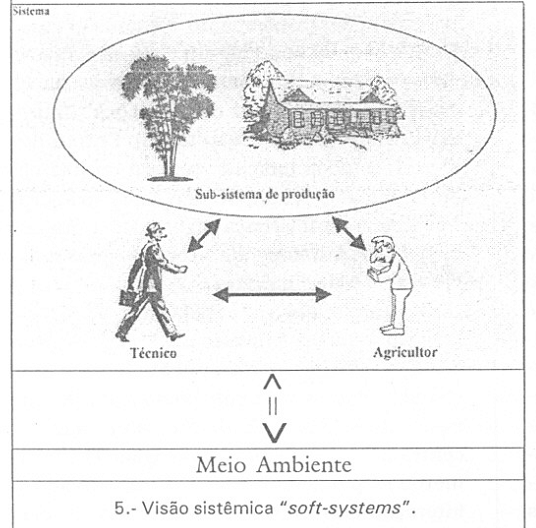 Sistema
Sub-sistema de produção
Técnico
Agricultor
Meio Ambiente
5.- Visão sistêmica "soft-systems".